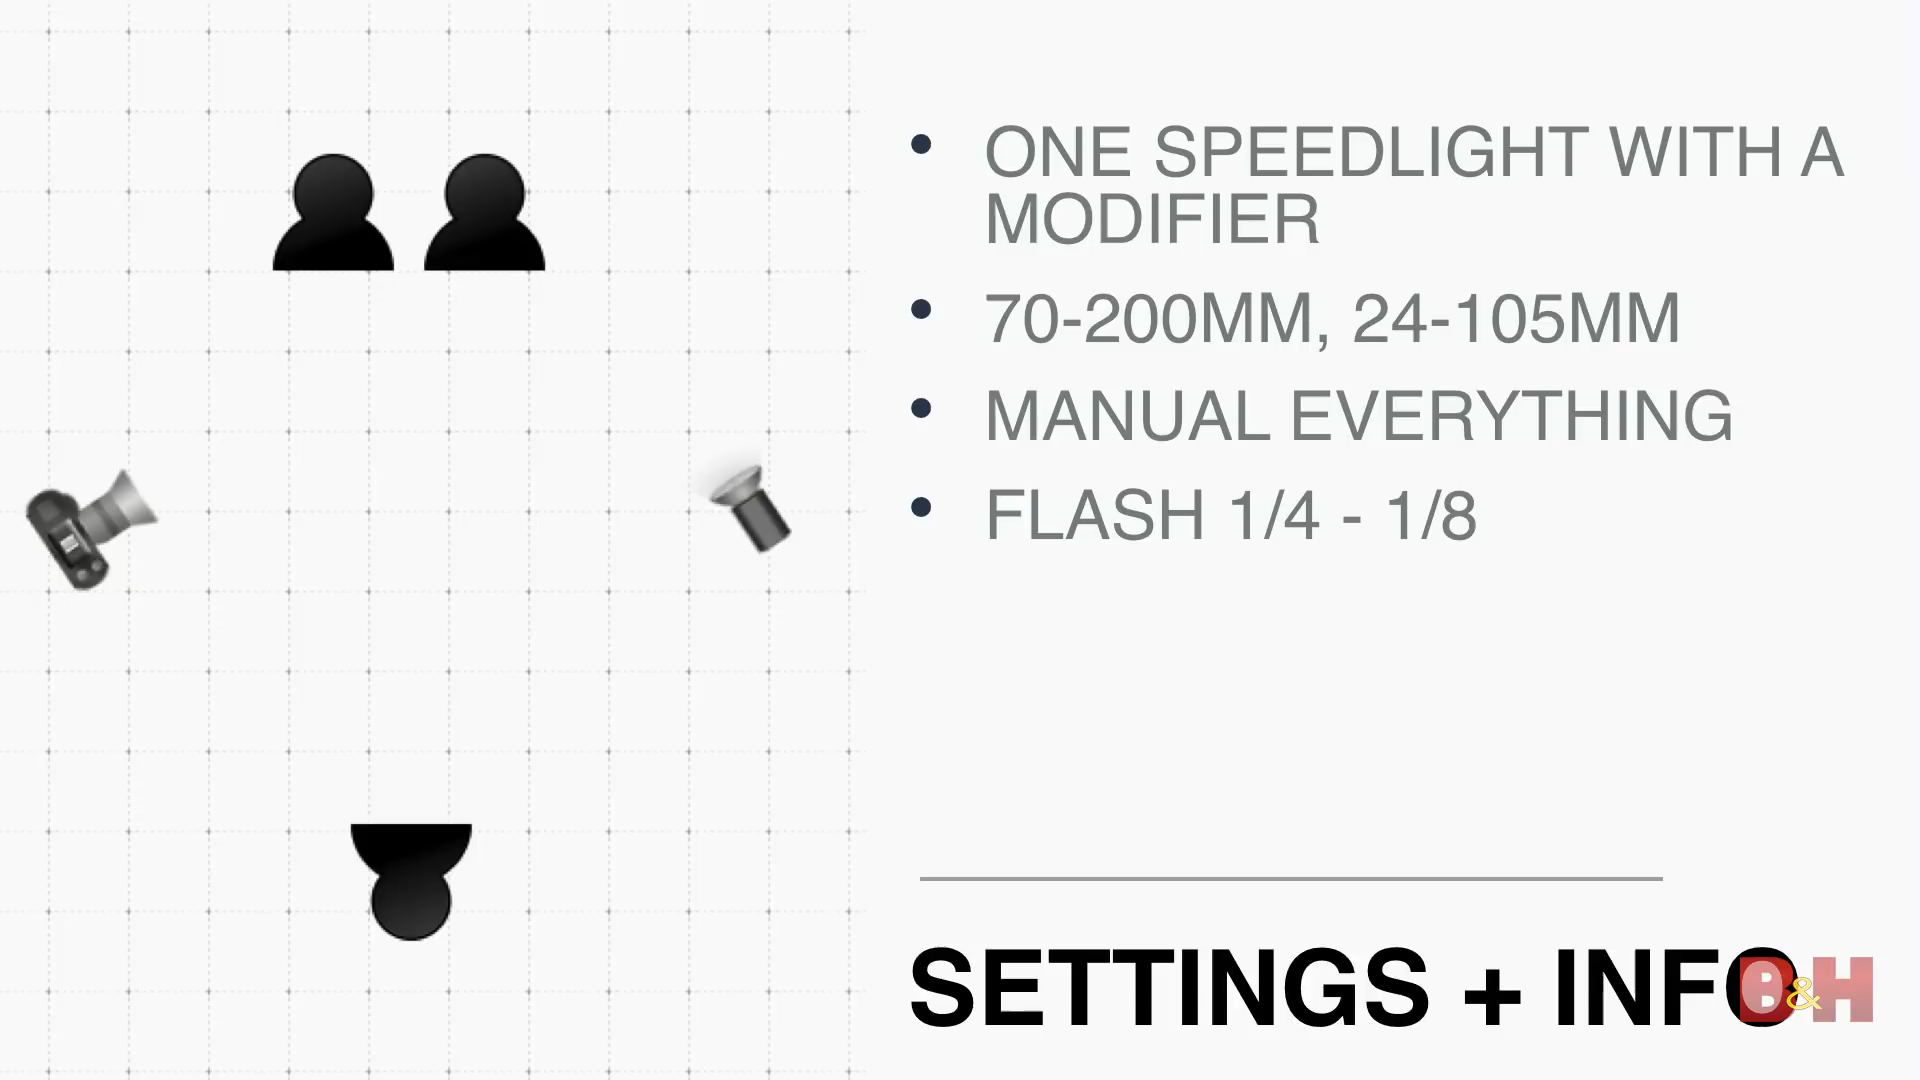 ONE SPEEDLIGHT WITH A
MODIFIER
70-200MM, 24-105MM
MANUAL EVERYTHING
FLASH 1/4 - 1/8
SETTINGS + INFO
B&H